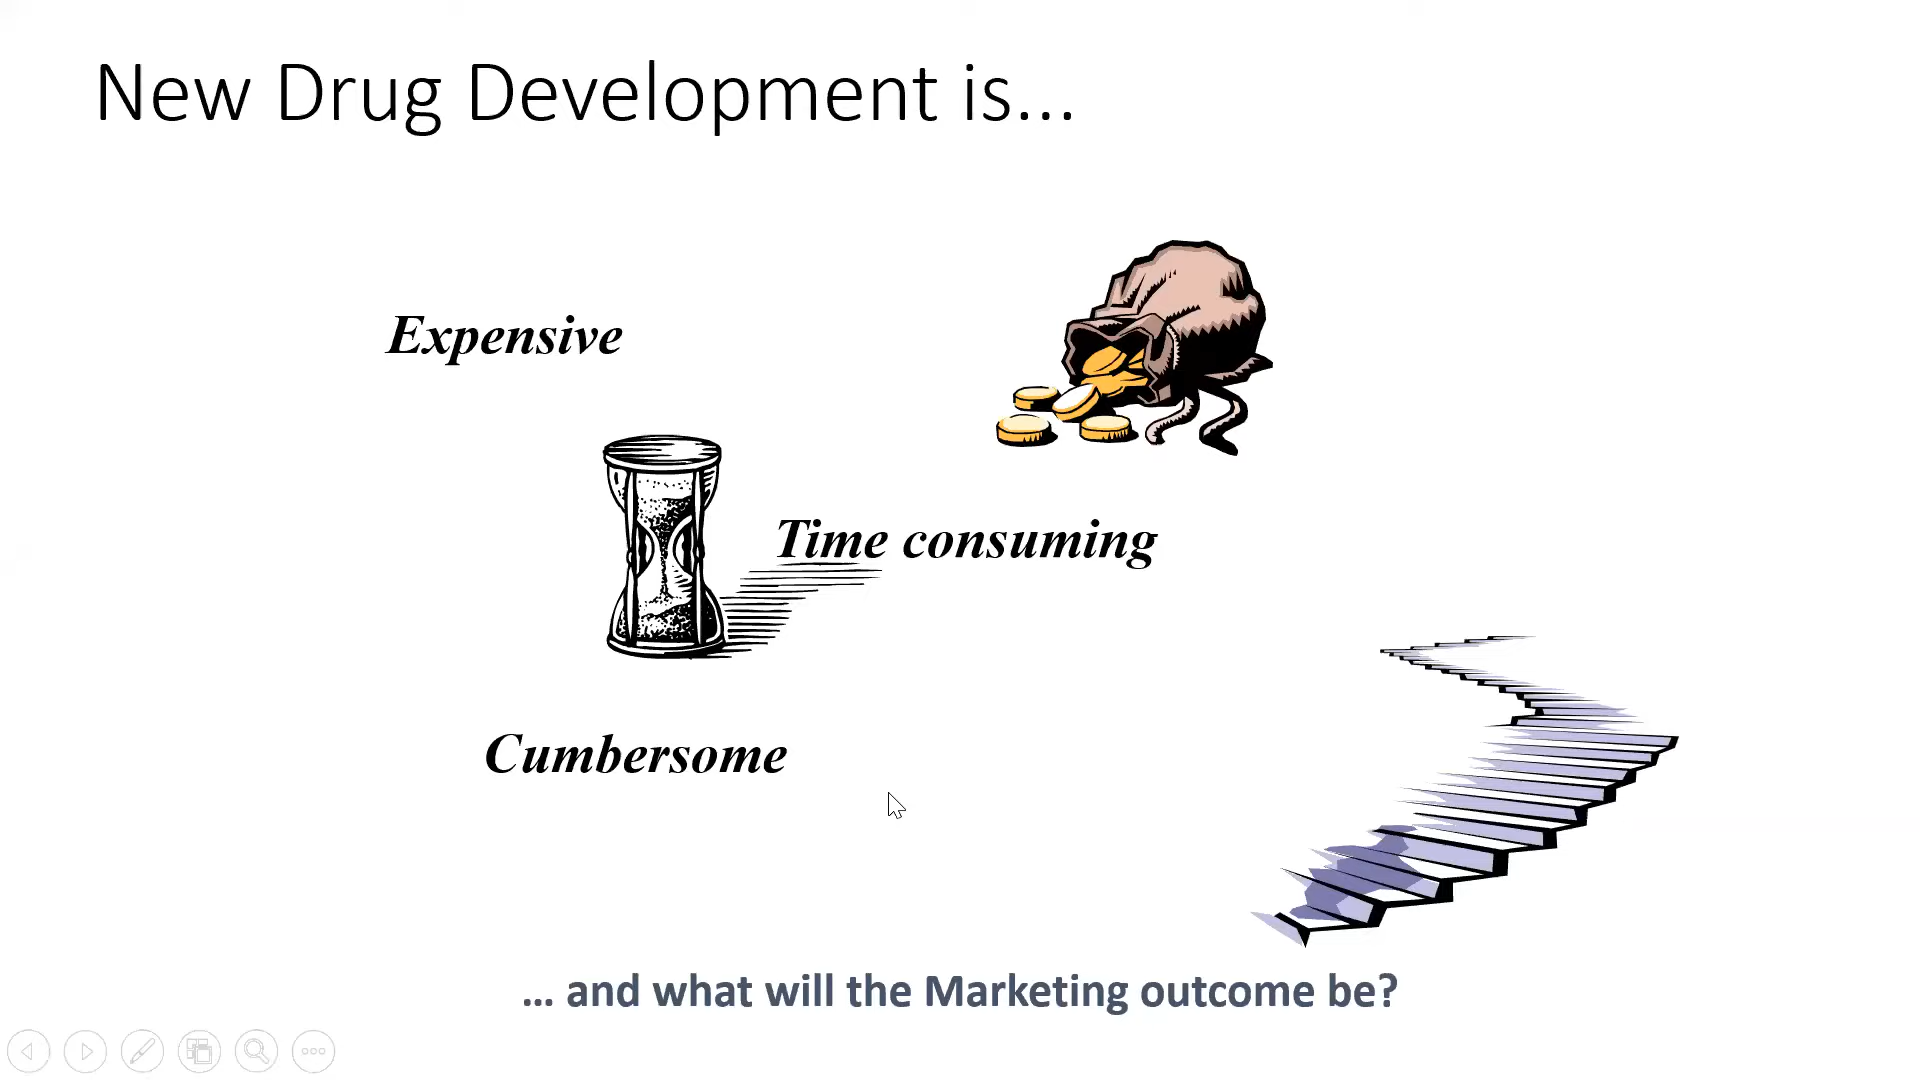 New Drug Development is...
Expensive
Time consuming
Cumbersome
... and what will the Marketing outcome be?